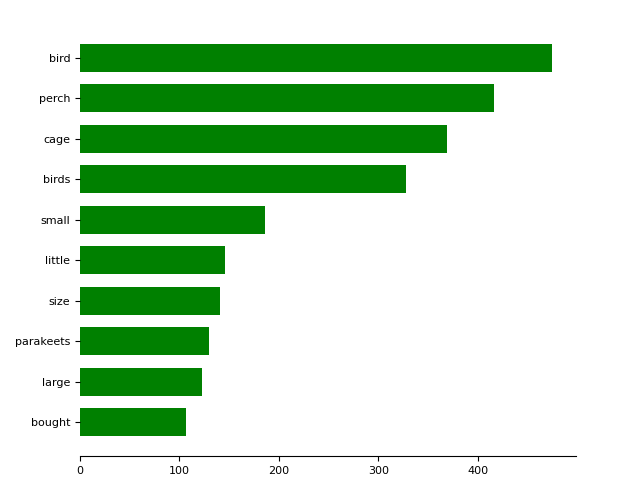 bird
perch
cage
birds
small
little
size
parakeets
large
bought
0 100 200 300 400